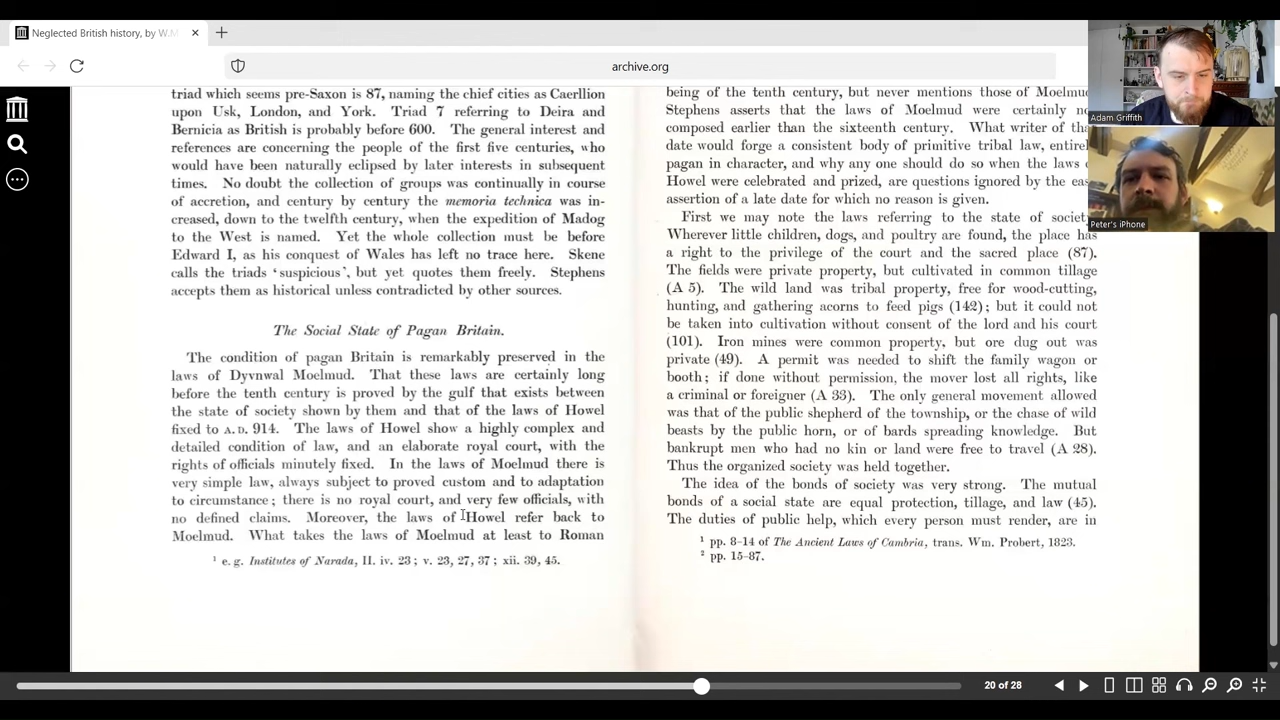 Neglected British history, by W.M
archive.org
triad which seems pre-Saxon is 87, naming the chief cities as Caerllion
upon Usk, London, and York. Triad 7 referring to Deira and
Bernicia as British is probably before 600. The general interest and
references are concerning the people of the first five centuries, who
would have been naturally eclipsed by later interests in subsequent
times. No doubt the collection of groups was continually in course
of accretion, and century by century the memoria technica was in-
creased, down to the twelfth century, when the expedition of Madog
to the West is named. Yet the whole collection must be before
Edward I, as his conquest of Wales has left no trace here. Skene
calls the triads ‘suspicious’, but yet quotes them freely. Stephens
accepts them as historical unless contradicted by other sources.
The Social State of Pagan Britain.
The condition of pagan Britain is remarkably preserved in the
laws of Dyvnwal Moelmud. That these laws are certainly long
before the tenth century is proved by the gulf that exists between
the state of society shown by them and that of the laws of Howel
fixed to A.D. 914. The laws of Howel show a highly complex and
detailed condition of law, and an elaborate royal court, with the
rights of officials minutely fixed. In the laws of Moelmud there is
very simple law, always subject to proved custom and to adaptation
to circumstance; there is no royal court, and very few officials, with
no defined claims. Moreover, the laws of Howel refer back to
Moelmud. What takes the laws of Moelmud at least to Roman
¹ e. g. Institutes of Narada, II. iv. 23; v. 23, 27, 37; xii. 39, 45.
being of the tenth century, but never mentions those of Moelmu
Stephens asserts that the laws of Moelmud were certainly no
composed earlier than the sixteenth century. What writer of tha
date would forge a consistent body of primitive tribal law, entirel
pagan in character, and why any one should do so when the laws o
Howel were celebrated and prized, are questions ignored by the eas
assertion of a late date for which no reason is given.
First we may note the laws referring to the state of society
Wherever little children, dogs, and poultry are found, the place has
a right to the privilege of the court and the sacred place (87).
The fields were private property, but cultivated in common tillage
(A 5). The wild land was tribal property, free for wood-cutting,
hunting, and gathering acorns to feed pigs (142); but it could not
be taken into cultivation without consent of the lord and his court
(101). Iron mines were common property, but ore dug out was
private (49). A permit was needed to shift the family wagon or
booth; if done without permission, the mover lost all rights, like
a criminal or foreigner (A 33). The only general movement allowed
was that of the public shepherd of the township, or the chase of wild
beasts by the public horn, or of bards spreading knowledge. But
bankrupt men who had no kin or land were free to travel (A 28).
Thus the organized society was held together.
The idea of the bonds of society was very strong. The mutual
bonds of a social state are equal protection, tillage, and law (45).
The duties of public help, which every person must render, are in
¹ pp. 8–14 of The Ancient Laws of Cambria, trans. Wm. Probert, 1823.
² pp. 15–87.
Adam Griffith
Peter's iPhone
20 of 28